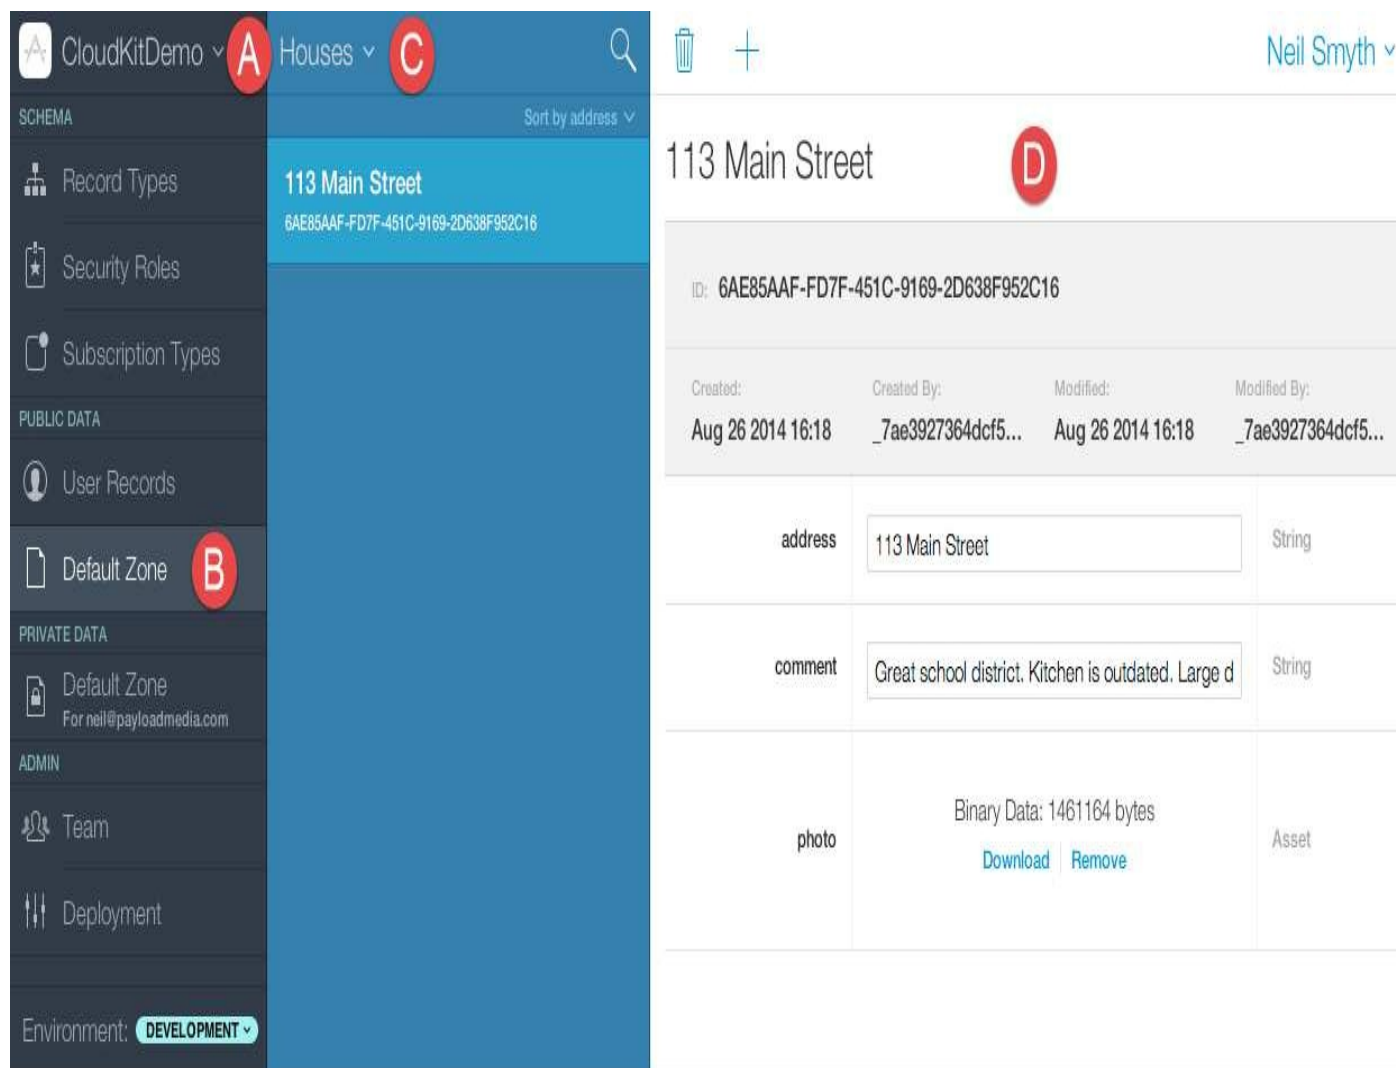 CloudKitDemo
A
SCHEMA
Record Types
Security Roles
Subscription Types
PUBLIC DATA
User Records
Default Zone
B
PRIVATE DATA
Default Zone
For neil@payloadmedia.com
ADMIN
Team
Deployment
Environment: DEVELOPMENT
Houses
C
Sort by address
113 Main Street
6AE85AAF-FD7F-451C-9169-2D638F952C16
Neil Smyth
113 Main Street
D
ID: 6AE85AAF-FD7F-451C-9169-2D638F952C16
Created: Created By: Modified: Modified By:
Aug 26 2014 16:18 _7ae3927364dcf5... Aug 26 2014 16:18 _7ae3927364dcf5...
address 113 Main Street String
comment Great school district. Kitchen is outdated. Large d String
photo Binary Data: 1461164 bytes Asset
Download Remove